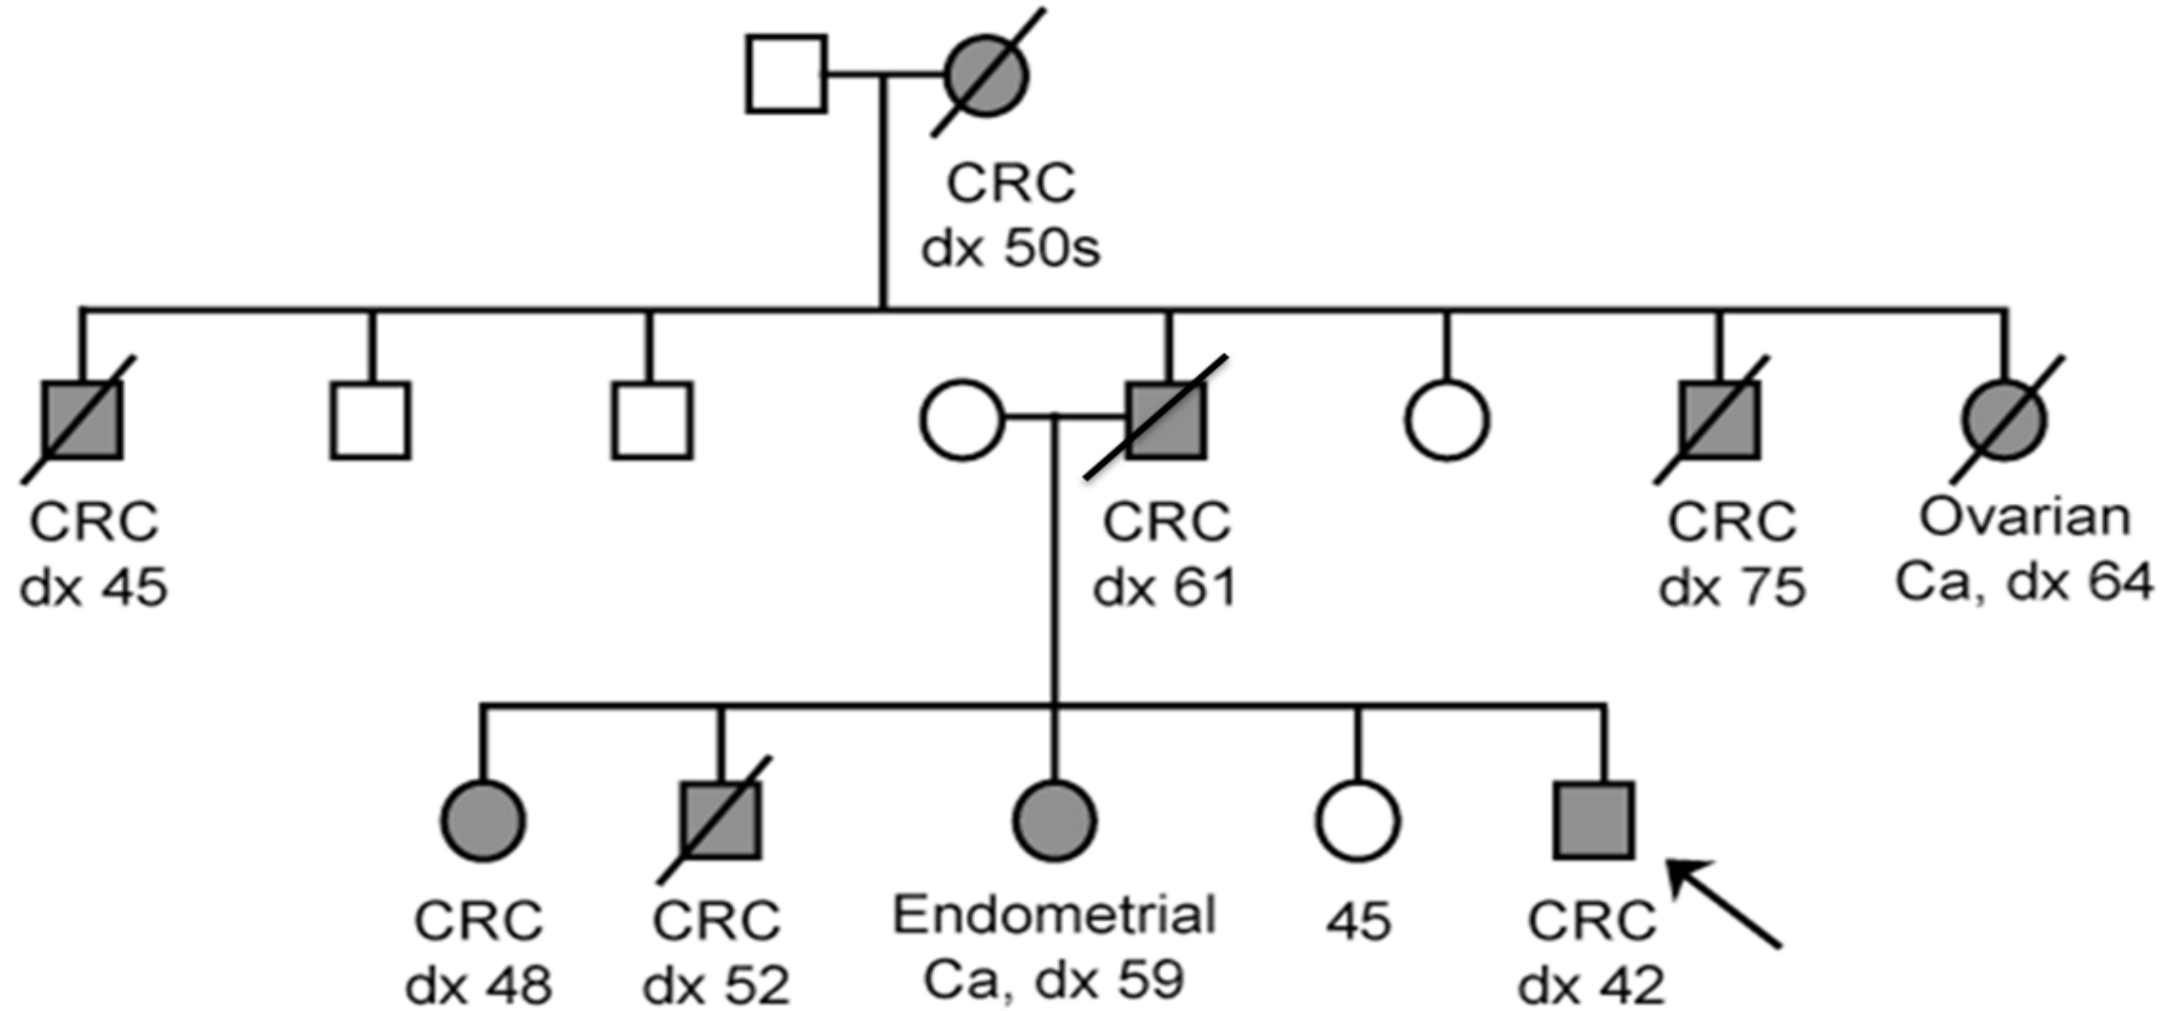 CRC
dx 50s
CRC
dx 45
CRC
dx 61
CRC
dx 75
Ovarian
Ca, dx 64
CRC
dx 48
CRC
dx 52
Endometrial
Ca, dx 59
45
CRC
dx 42